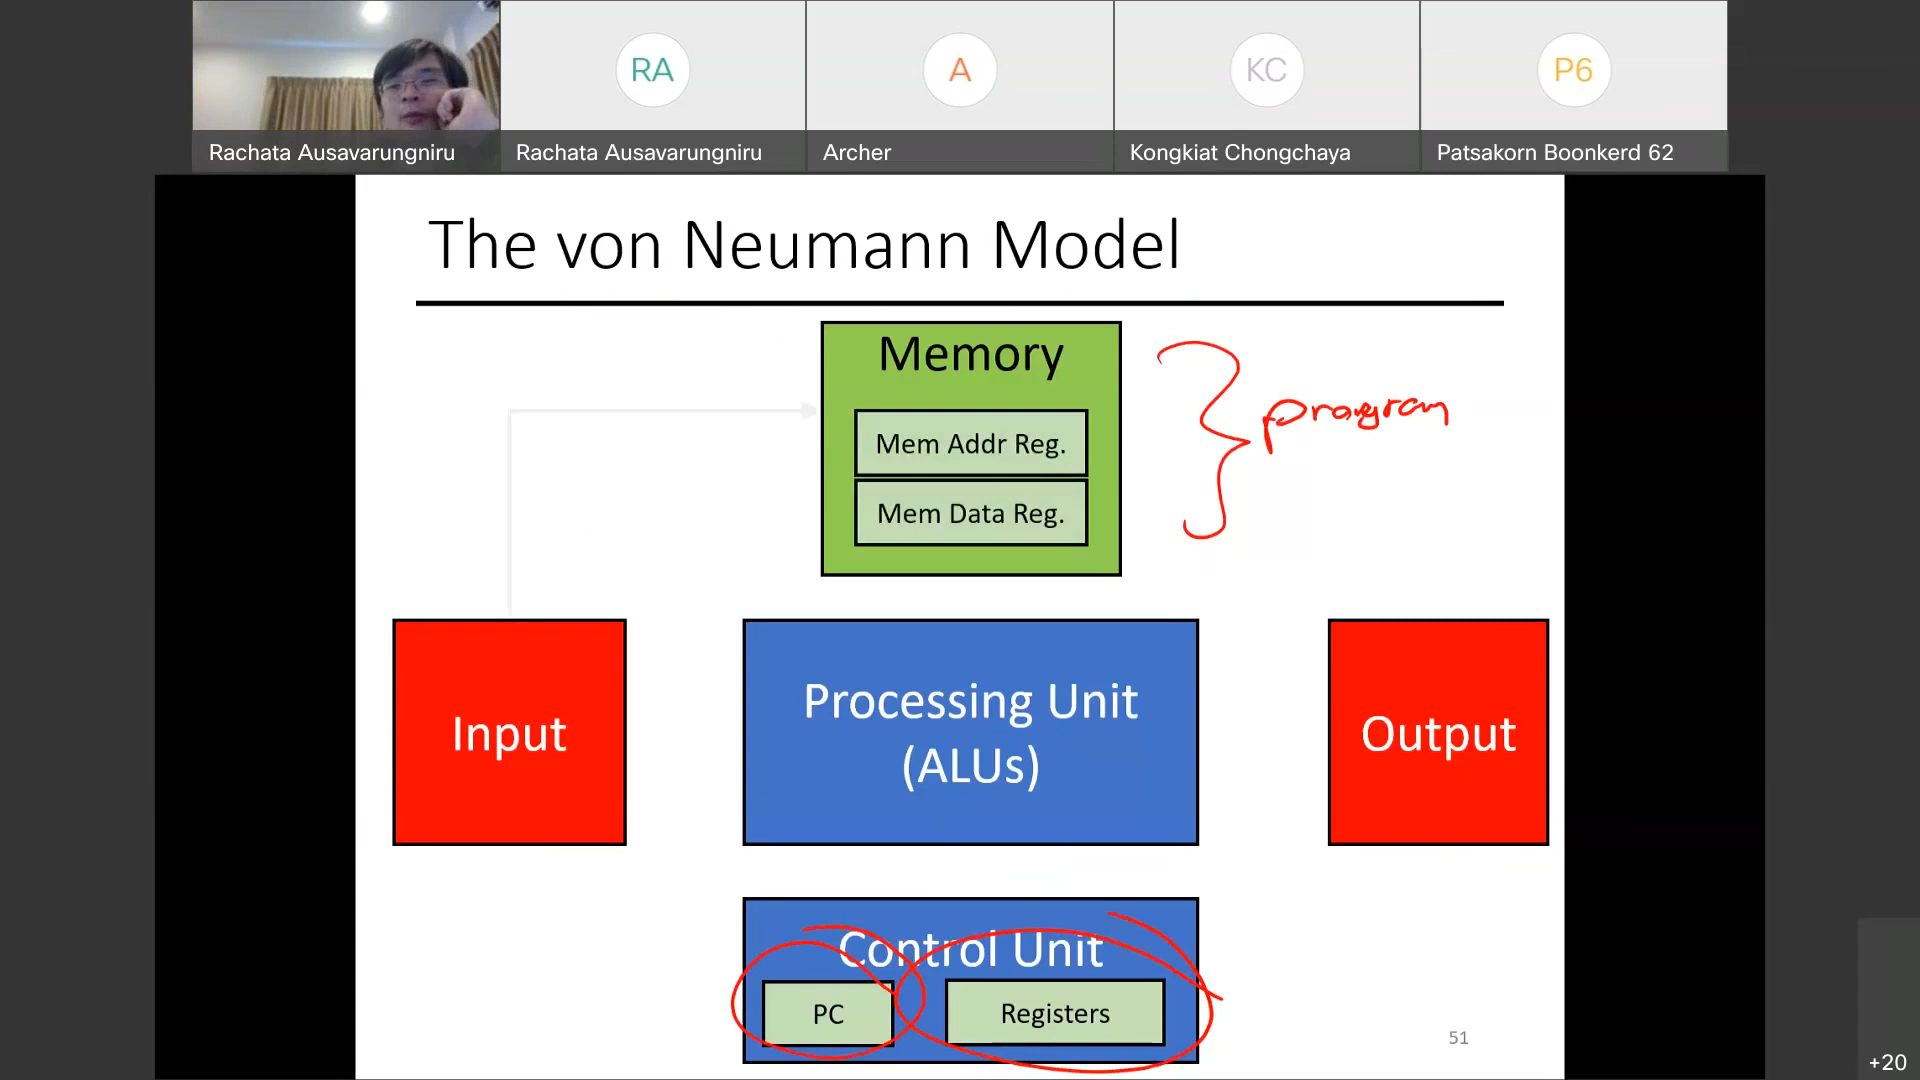 RA
A
KC
P6
Rachata Ausavarungniru
Rachata Ausavarungniru
Archer
Kongkiat Chongchaya
Patsakorn Boonkerd 62
The von Neumann Model
Memory
Mem Addr Reg.
Mem Data Reg.
program
Input
Processing Unit
(ALUs)
Output
Control Unit
PC
Registers
51
+20